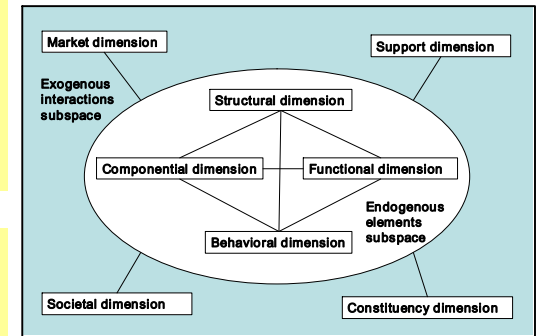 Market dimension
Support dimension
Exogenous
interactions
subspace
Structural dimension
Componential dimension
Functional dimension
Endogenous
elements
subspace
Behavioral dimension
Societal dimension
Constituency dimension